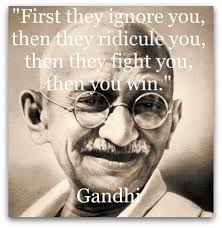 "First they ignore you,
then they ridicule you,
then they fight you,
then you win."
Gandhi